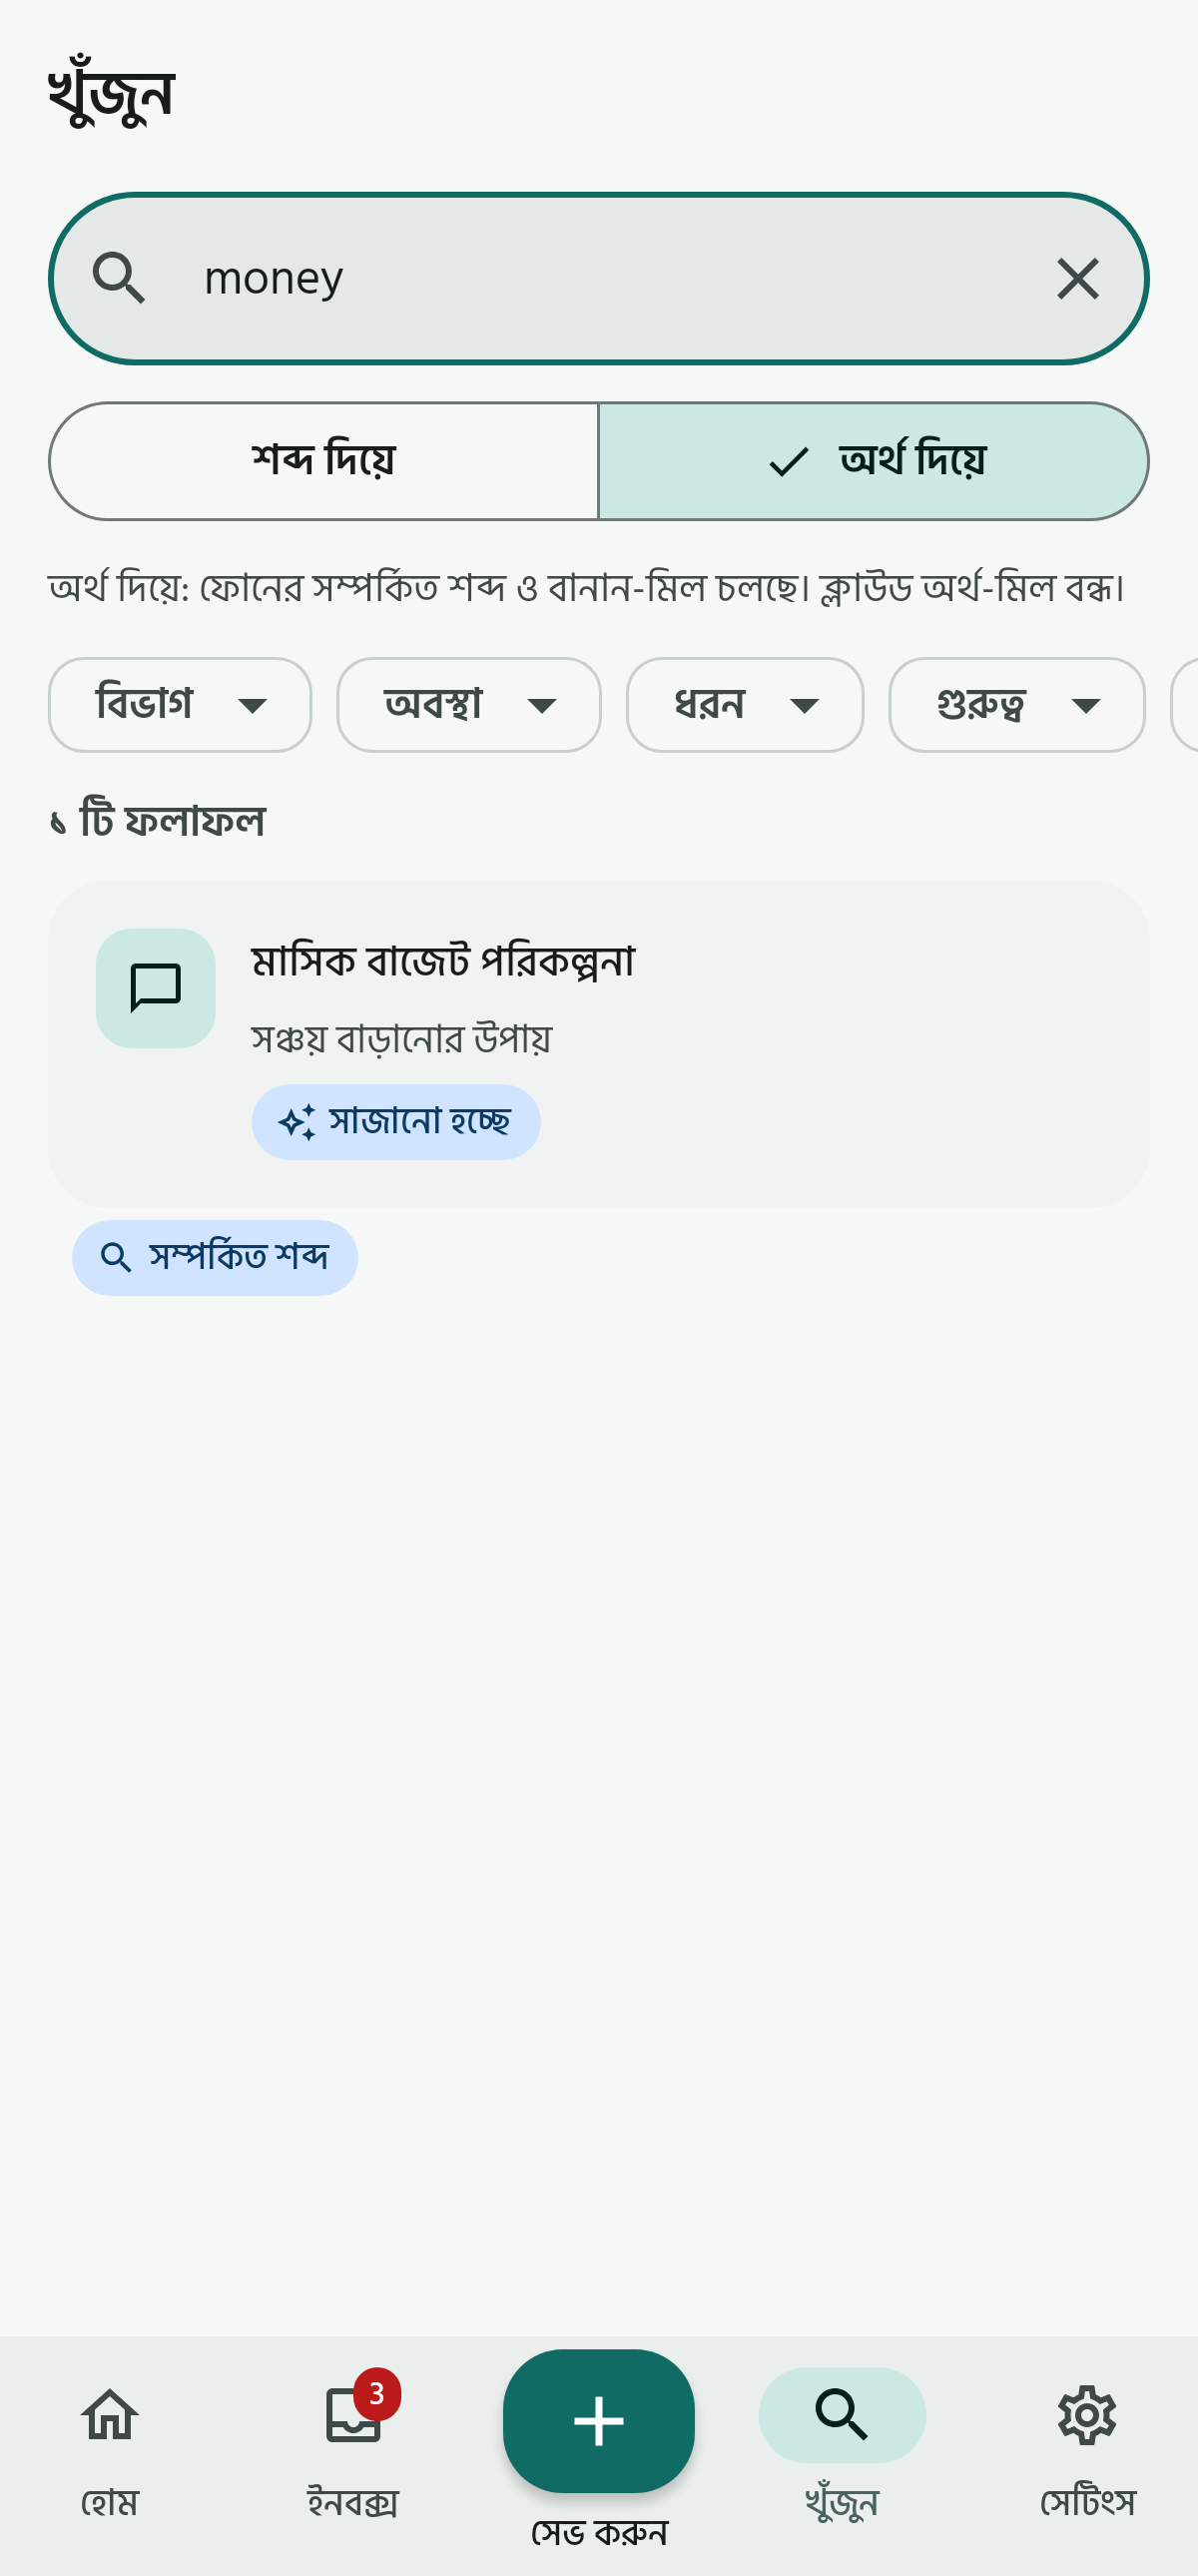 খুঁজুন
money
শব্দ দিয়ে
অর্থ দিয়ে
অর্থ দিয়ে: ফোনের সম্পর্কিত শব্দ ও বানান-মিল চলছে। ক্লাউড অর্থ-মিল বন্ধ।
বিভাগ
অবস্থা
ধরন
গুরুত্ব
১ টি ফলাফল
মাসিক বাজেট পরিকল্পনা
সঞ্চয় বাড়ানোর উপায়
সাজানো হচ্ছে
সম্পর্কিত শব্দ
3
হোম
ইনবক্স
সেভ করুন
খুঁজুন
সেটিংস